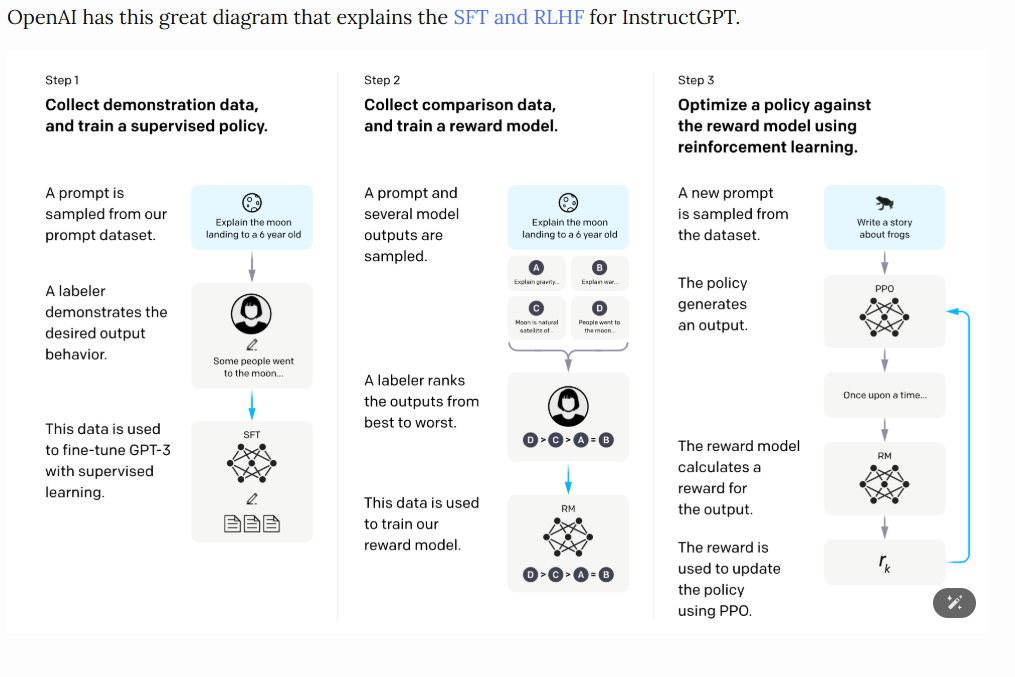 OpenAI has this great diagram that explains the SFT and RLHF for InstructGPT.
Step 1
Collect demonstration data,
and train a supervised policy.
A prompt is
sampled from our
prompt dataset.
Explain the moon
landing to a 6 year old
A labeler
demonstrates the
desired output
behavior.
Some people went
to the moon...
This data is used
to fine-tune GPT-3
with supervised
learning.
SFT
Step 2
Collect comparison data,
and train a reward model.
A prompt and
several model
outputs are
sampled.
Explain the moon
landing to a 6 year old
A
Explain gravity...
B
Explain war...
C
Moon is natural
satellite of...
D
People went to
the moon...
A labeler ranks
the outputs from
best to worst.
D > C > A = B
This data is used
to train our
reward model.
RM
D > C > A = B
Step 3
Optimize a policy against
the reward model using
reinforcement learning.
A new prompt
is sampled from
the dataset.
Write a story
about frogs
The policy
generates
an output.
PPO
Once upon a time...
The reward model
calculates a
reward for
the output.
RM
The reward is
used to update
the policy
using PPO.
r_k